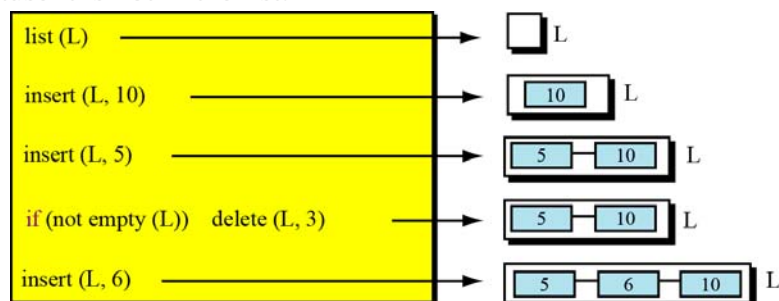 list (L) L
insert (L, 10) 10 L
insert (L, 5) 5 10 L
if (not empty (L)) delete (L, 3) 5 10 L
insert (L, 6) 5 6 10 L